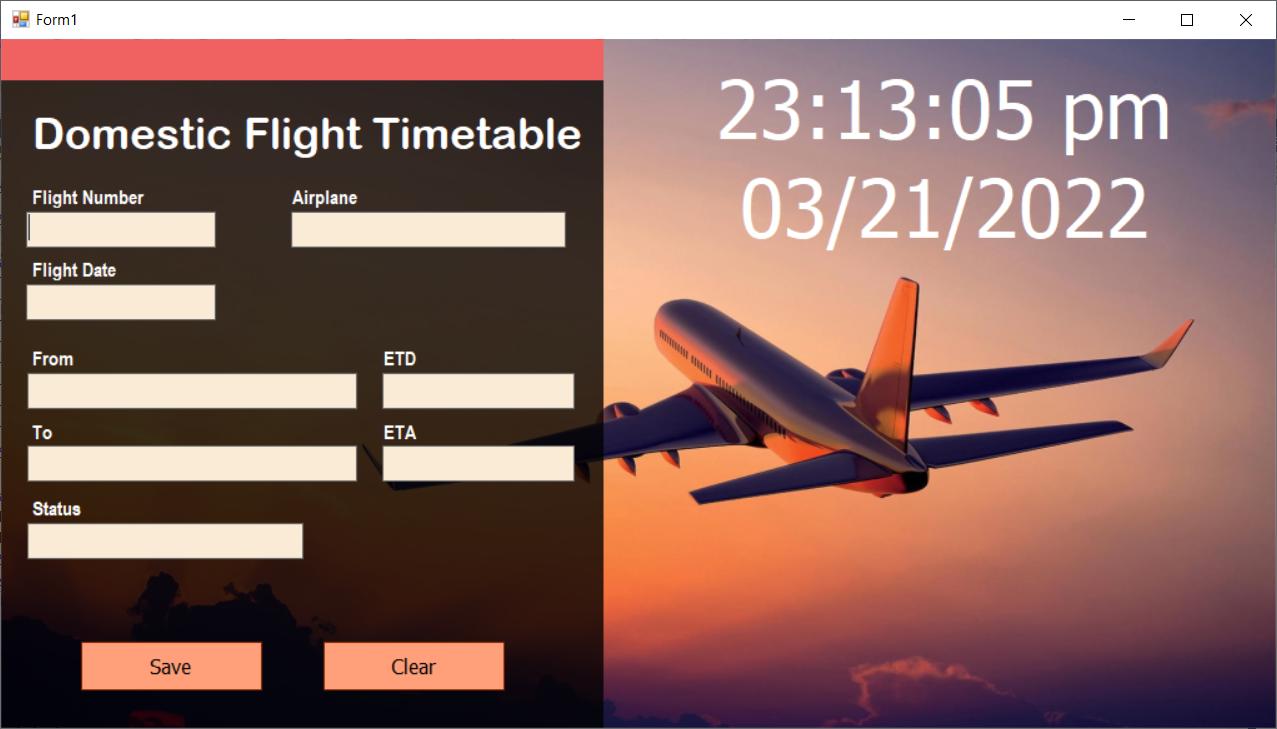 Form1
Domestic Flight Timetable
Flight Number
Airplane
Flight Date
From
ETD
To
ETA
Status
Save
Clear
23:13:05 pm
03/21/2022